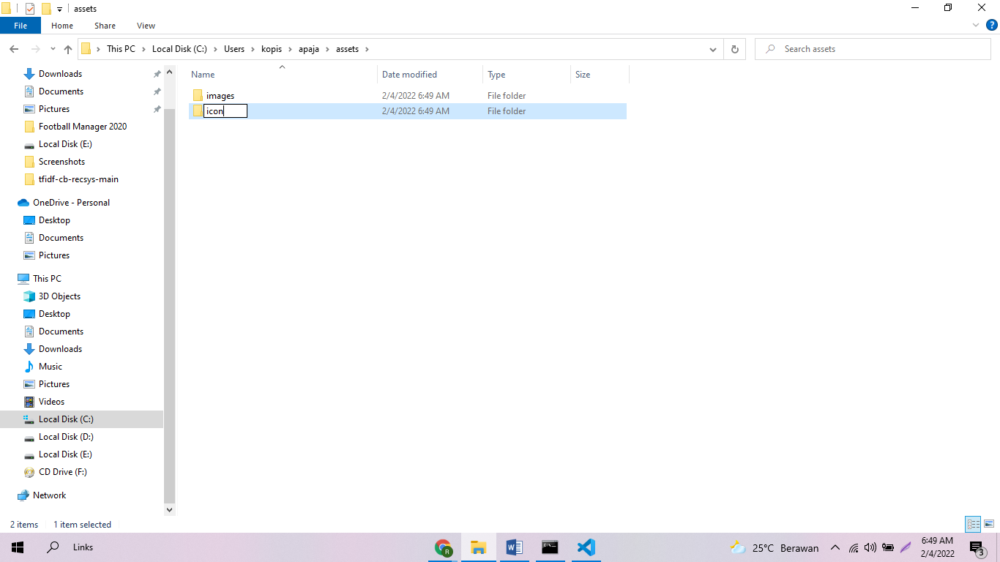 assets
File Home Share View
This PC Local Disk (C:) Users kopis apaja assets
Search assets
Name Date modified Type Size
images 2/4/2022 6:49 AM File folder
icon 2/4/2022 6:49 AM File folder
Downloads
Documents
Pictures
Football Manager 2020
Local Disk (E:)
Screenshots
tfidf-cb-recsys-main
OneDrive - Personal
Desktop
Documents
Pictures
This PC
3D Objects
Desktop
Documents
Downloads
Music
Pictures
Videos
Local Disk (C:)
Local Disk (D:)
Local Disk (E:)
CD Drive (F:)
Network
2 items 1 item selected
Links
R
25°C Berawan
6:49 AM
2/4/2022
3